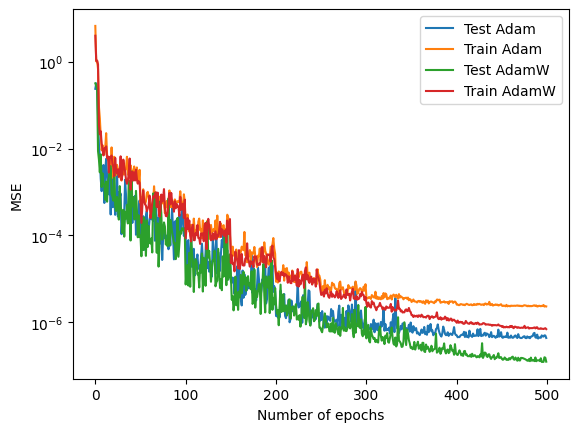 Test Adam
Train Adam
Test AdamW
Train AdamW
10⁰
10⁻²
10⁻⁴
10⁻⁶
MSE
0 100 200 300 400 500
Number of epochs